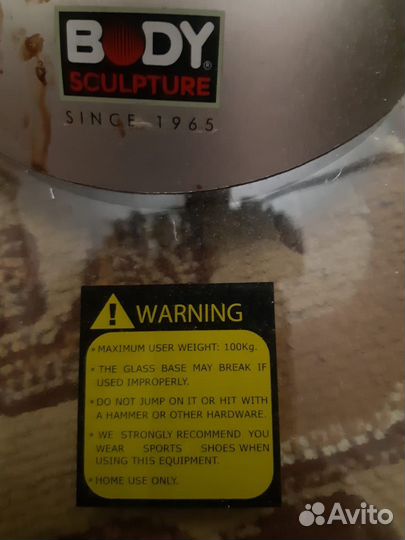 BODY®
SCULPTURE
SINCE 1965
! WARNING
• MAXIMUM USER WEIGHT: 100Kg.
• THE GLASS BASE MAY BREAK IF
USED IMPROPERLY.
• DO NOT JUMP ON IT OR HIT WITH
A HAMMER OR OTHER HARDWARE.
• WE STRONGLY RECOMMEND YOU
WEAR SPORTS SHOES WHEN
USING THIS EQUIPMENT.
• HOME USE ONLY.
Avito